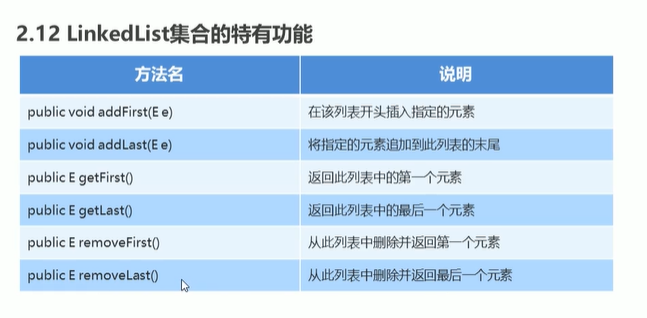 2.12 LinkedList集合的特有功能
方法名 说明
public void addFirst(E e) 在该列表开头插入指定的元素
public void addLast(E e) 将指定的元素追加到此列表的末尾
public E getFirst() 返回此列表中的第一个元素
public E getLast() 返回此列表中的最后一个元素
public E removeFirst() 从此列表中删除并返回第一个元素
public E removeLast() 从此列表中删除并返回最后一个元素